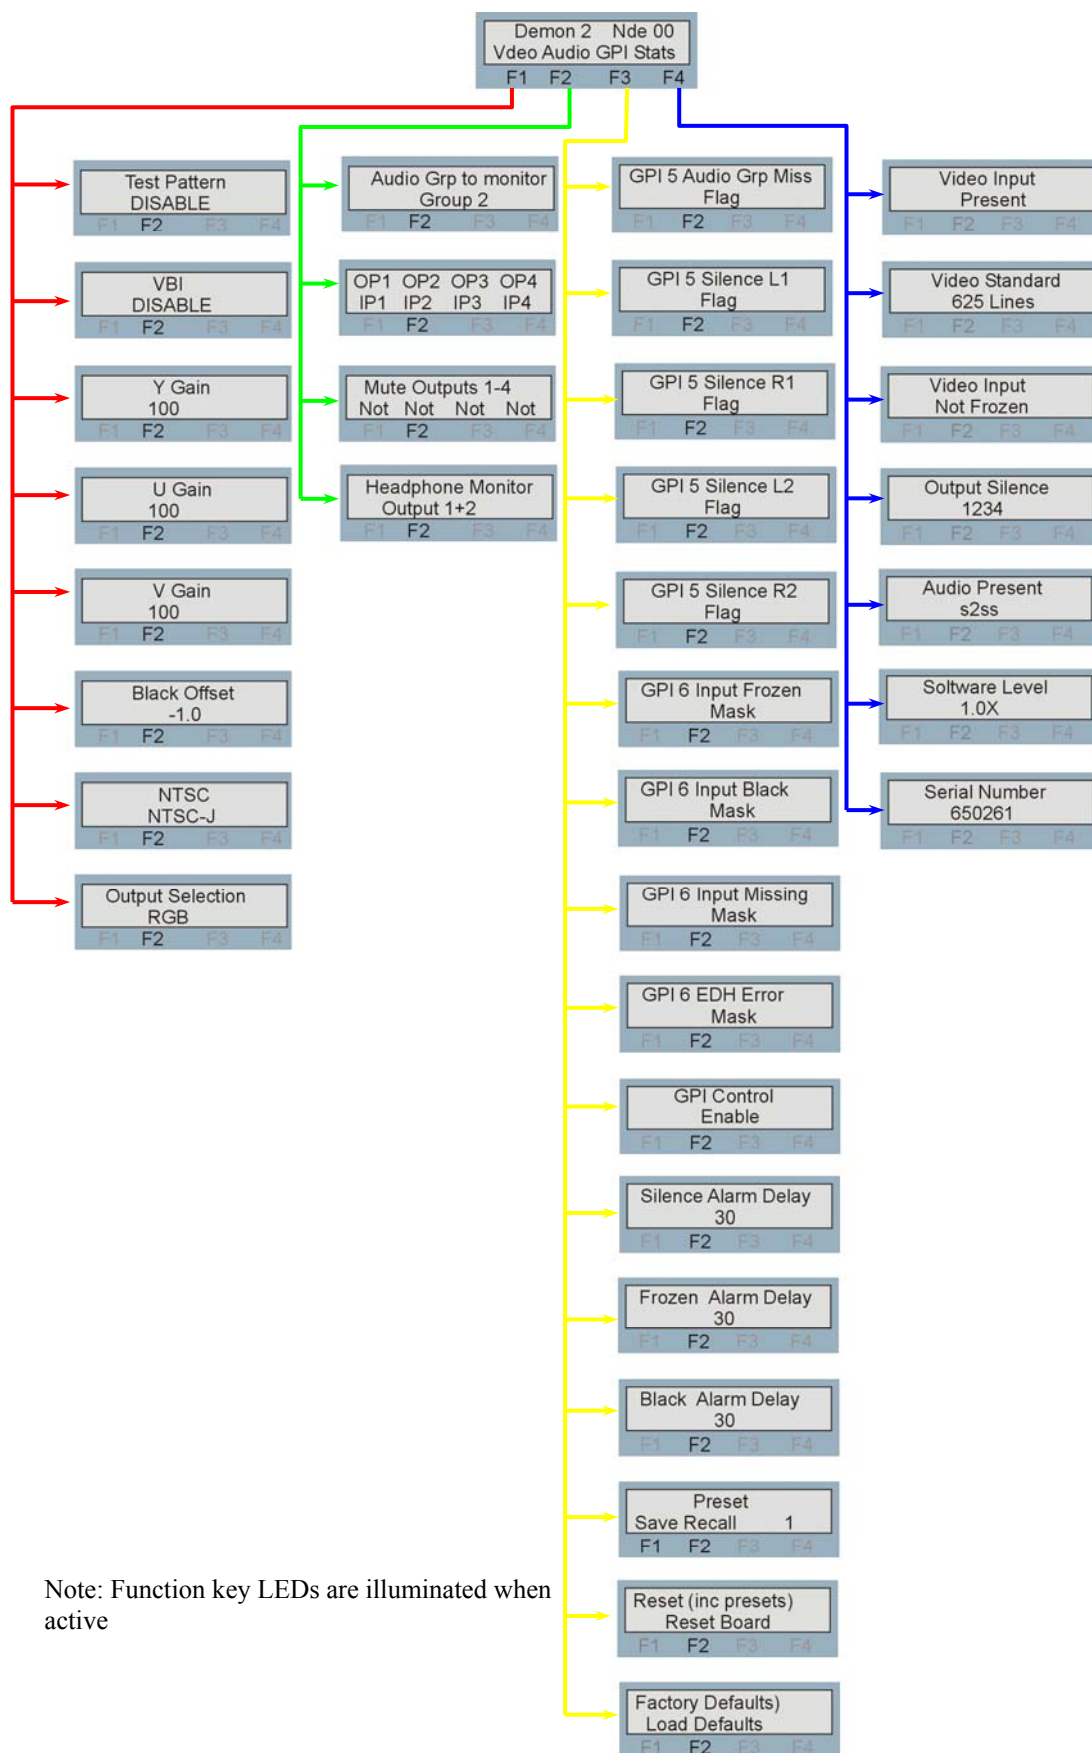 Demon 2 Nde 00
Vdeo Audio GPI Stats
F1 F2 F3 F4
Test Pattern
DISABLE
F1 F2 F3 F4
VBI
DISABLE
F1 F2 F3 F4
Y Gain
100
F1 F2 F3 F4
U Gain
100
F1 F2 F3 F4
V Gain
100
F1 F2 F3 F4
Black Offset
-1.0
F1 F2 F3 F4
NTSC
NTSC-J
F1 F2 F3 F4
Output Selection
RGB
F1 F2 F3 F4
Audio Grp to monitor
Group 2
F1 F2 F3 F4
OP1 OP2 OP3 OP4
IP1 IP2 IP3 IP4
F1 F2 F3 F4
Mute Outputs 1-4
Not Not Not Not
F1 F2 F3 F4
Headphone Monitor
Output 1+2
F1 F2 F3 F4
GPI 5 Audio Grp Miss
Flag
F1 F2 F3 F4
GPI 5 Silence L1
Flag
F1 F2 F3 F4
GPI 5 Silence R1
Flag
F1 F2 F3 F4
GPI 5 Silence L2
Flag
F1 F2 F3 F4
GPI 5 Silence R2
Flag
F1 F2 F3 F4
GPI 6 Input Frozen
Mask
F1 F2 F3 F4
GPI 6 Input Black
Mask
F1 F2 F3 F4
GPI 6 Input Missing
Mask
F1 F2 F3 F4
GPI 6 EDH Error
Mask
F1 F2 F3 F4
GPI Control
Enable
F1 F2 F3 F4
Silence Alarm Delay
30
F1 F2 F3 F4
Frozen Alarm Delay
30
F1 F2 F3 F4
Black Alarm Delay
30
F1 F2 F3 F4
Preset
Save Recall 1
F1 F2 F3 F4
Reset (inc presets)
Reset Board
F1 F2 F3 F4
Factory Defaults)
Load Defaults
F1 F2 F3 F4
Video Input
Present
F1 F2 F3 F4
Video Standard
625 Lines
F1 F2 F3 F4
Video Input
Not Frozen
F1 F2 F3 F4
Output Silence
1234
F1 F2 F3 F4
Audio Present
s2ss
F1 F2 F3 F4
Soltware Level
1.0X
F1 F2 F3 F4
Serial Number
650261
F1 F2 F3 F4
Note: Function key LEDs are illuminated when
active